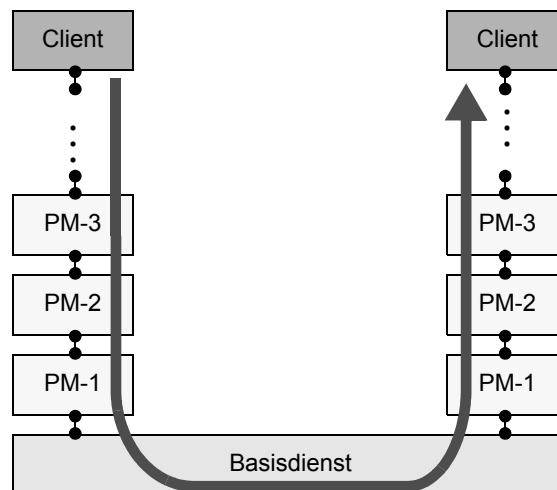 Client Client
PM-3 PM-3
PM-2 PM-2
PM-1 PM-1
Basisdienst